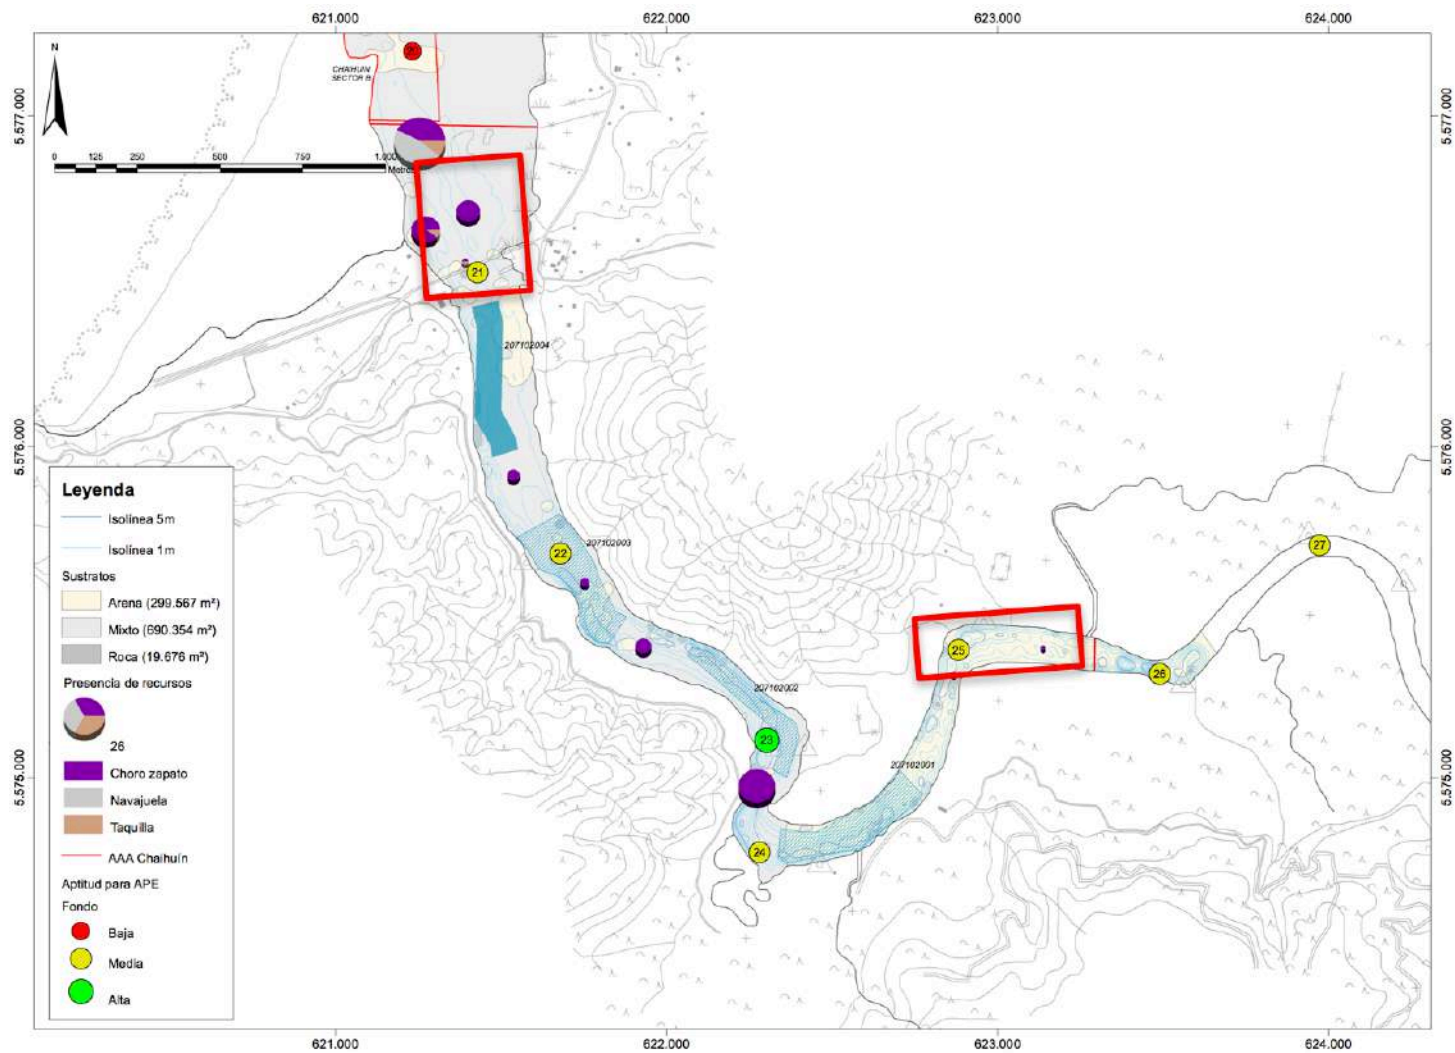 621.000
622.000
623.000
624.000
5.577.000
5.577.000
N
CHAIHUIN
SECTOR B
20
0 125 250 500 750 1.000
Metros
21
207102004
5.576.000
5.576.000
22
207102003
27
25
26
207102002
23
207102001
5.575.000
5.575.000
24
Leyenda
Isolinea 5m
Isolinea 1m
Sustratos
Arena (299.567 m²)
Mixto (690.354 m²)
Roca (19.676 m²)
Presencia de recursos
26
Choro zapato
Navajuela
Taquilla
AAA Chaihuín
Aptitud para APE
Fondo
Baja
Media
Alta
621.000
622.000
623.000
624.000